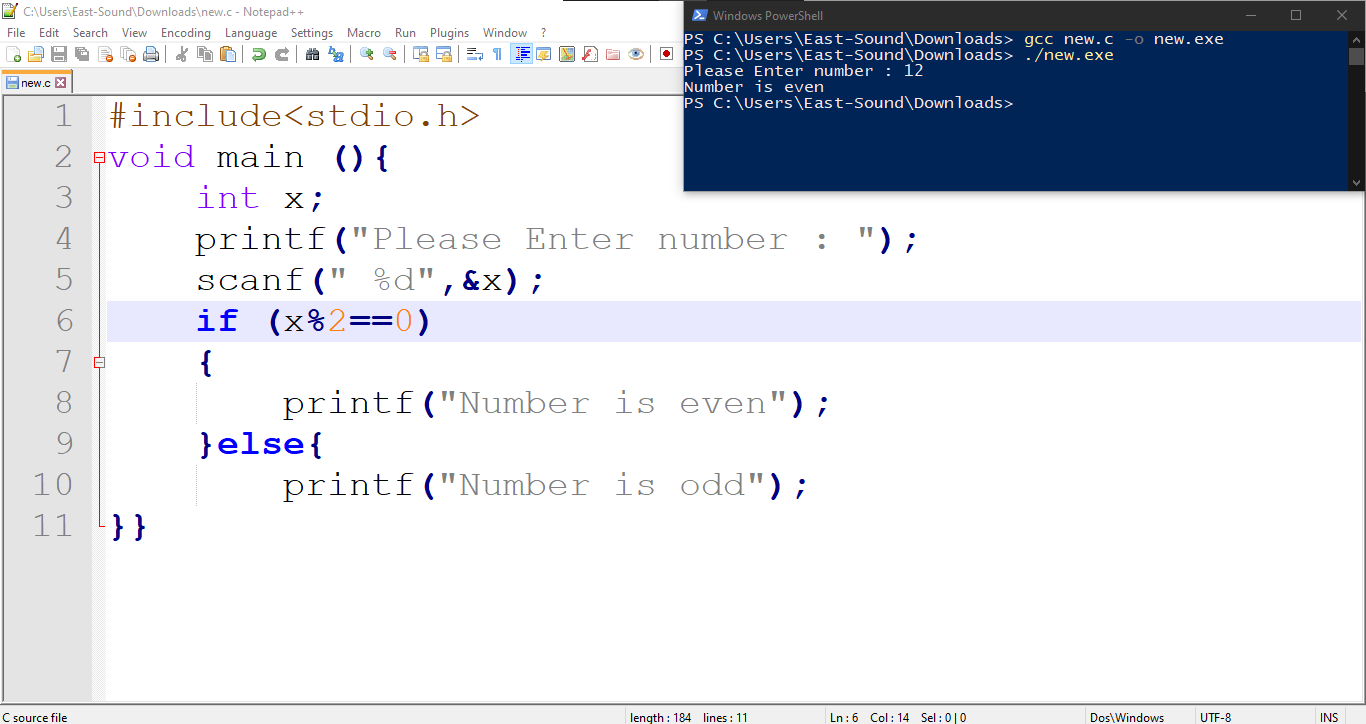 C:\Users\East-Sound\Downloads\new.c - Notepad++
File Edit Search View Encoding Language Settings Macro Run Plugins Window ?
new.c
1 #include<stdio.h>
2 void main (){
3 int x;
4 printf("Please Enter number : ");
5 scanf(" %d",&x);
6 if (x%2==0)
7 {
8 printf("Number is even");
9 }else{
10 printf("Number is odd");
11 }}
Windows PowerShell
PS C:\Users\East-Sound\Downloads> gcc new.c -o new.exe
PS C:\Users\East-Sound\Downloads> ./new.exe
Please Enter number : 12
Number is even
PS C:\Users\East-Sound\Downloads>
C source file length : 184 lines : 11 Ln : 6 Col : 14 Sel : 0 | 0 Dos\Windows UTF-8 INS